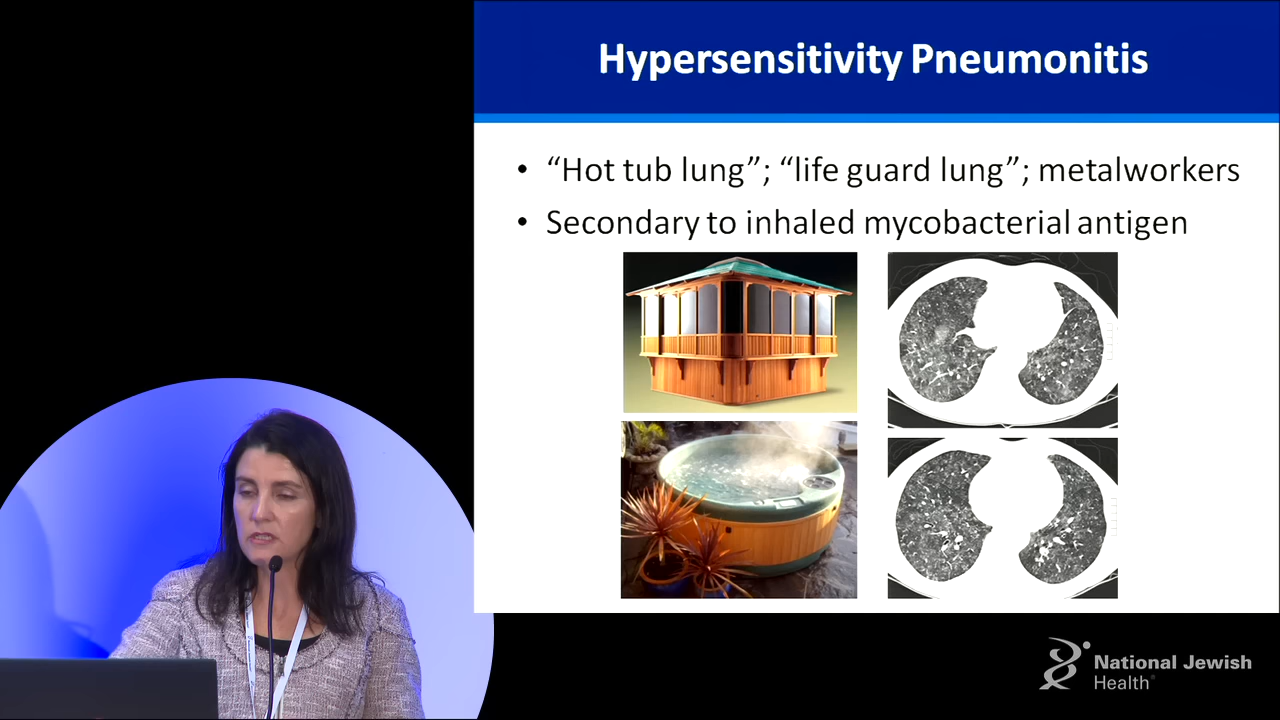 Hypersensitivity Pneumonitis
• “Hot tub lung”; “life guard lung”; metalworkers
• Secondary to inhaled mycobacterial antigen
National Jewish
Health®